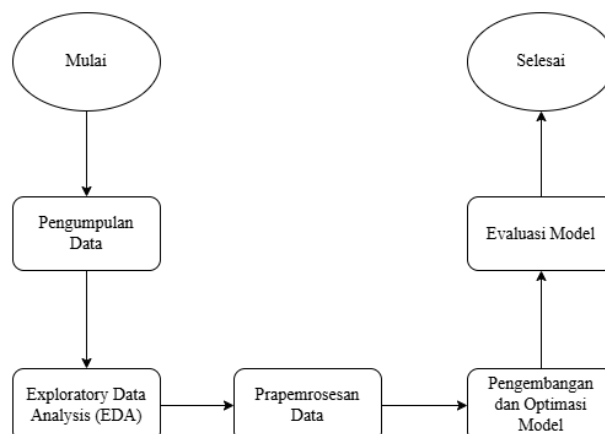 Mulai
Pengumpulan
Data
Exploratory Data
Analysis (EDA)
Prapemrosesan
Data
Pengembangan
dan Optimasi
Model
Evaluasi Model
Selesai